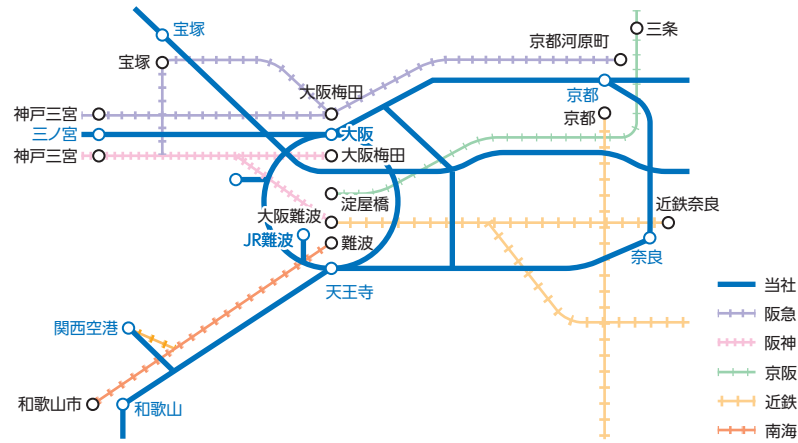 宝塚
三条
京都河原町
宝塚
大阪梅田
京都
神戸三宮
京都
三ノ宮
大阪
神戸三宮
大阪梅田
淀屋橋
近鉄奈良
大阪難波
JR難波
難波
奈良
天王寺
当社
阪急
関西空港
阪神
京阪
近鉄
和歌山市
和歌山
南海